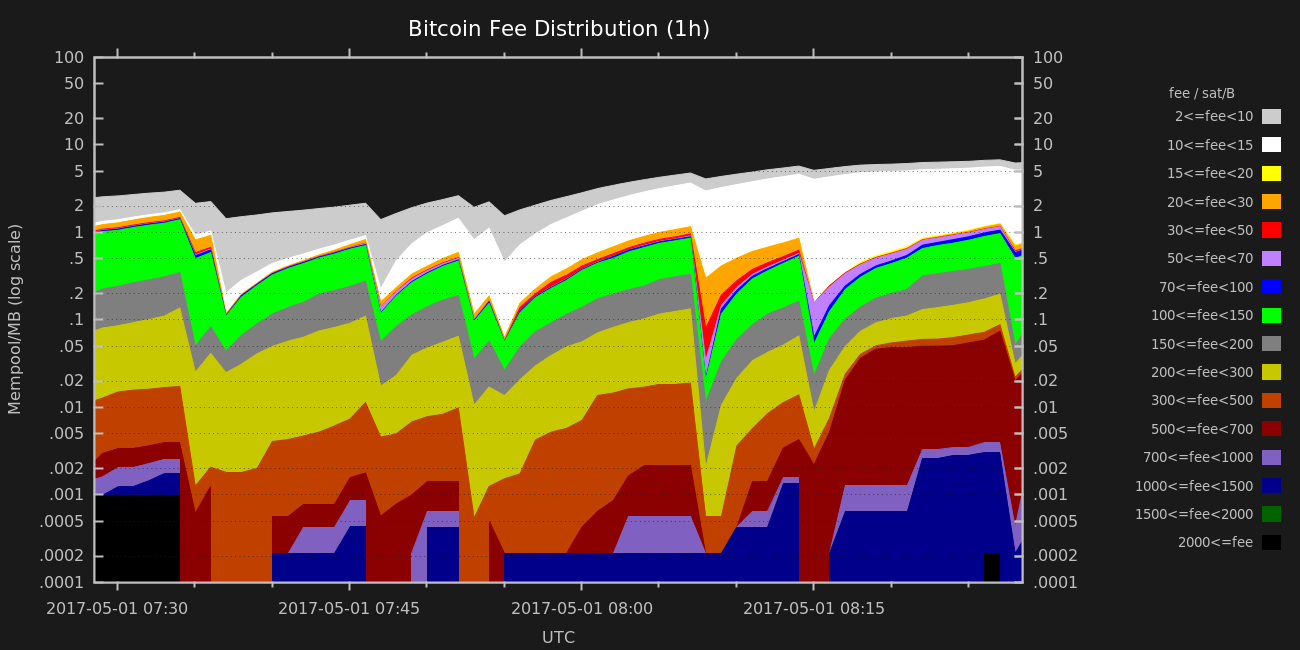 Bitcoin Fee Distribution (1h)
Mempool/MB (log scale)
100
50
20
10
5
2
1
.5
.2
.1
.05
.02
.01
.005
.002
.001
.0005
.0002
.0001
100
50
20
10
5
2
1
.5
.2
.1
.05
.02
.01
.005
.002
.001
.0005
.0002
.0001
2017-05-01 07:30
2017-05-01 07:45
2017-05-01 08:00
2017-05-01 08:15
UTC
fee / sat/B
2<=fee<10
10<=fee<15
15<=fee<20
20<=fee<30
30<=fee<50
50<=fee<70
70<=fee<100
100<=fee<150
150<=fee<200
200<=fee<300
300<=fee<500
500<=fee<700
700<=fee<1000
1000<=fee<1500
1500<=fee<2000
2000<=fee